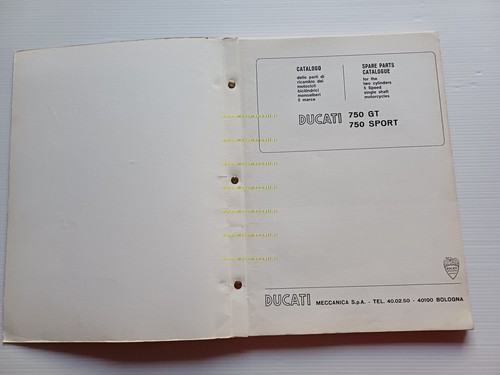 CATALOGO
delle parti di
ricambio dei
motocicli
bicilindrici
monoalberi
5 marce
SPARE PARTS
CATALOGUE
for the
two cylinders
5 Speed
single shaft
motorcycles
DUCATI 750 GT
750 SPORT
DUCATI MECCANICA S.p.A. - TEL. 40.02.50 - 40100 BOLOGNA